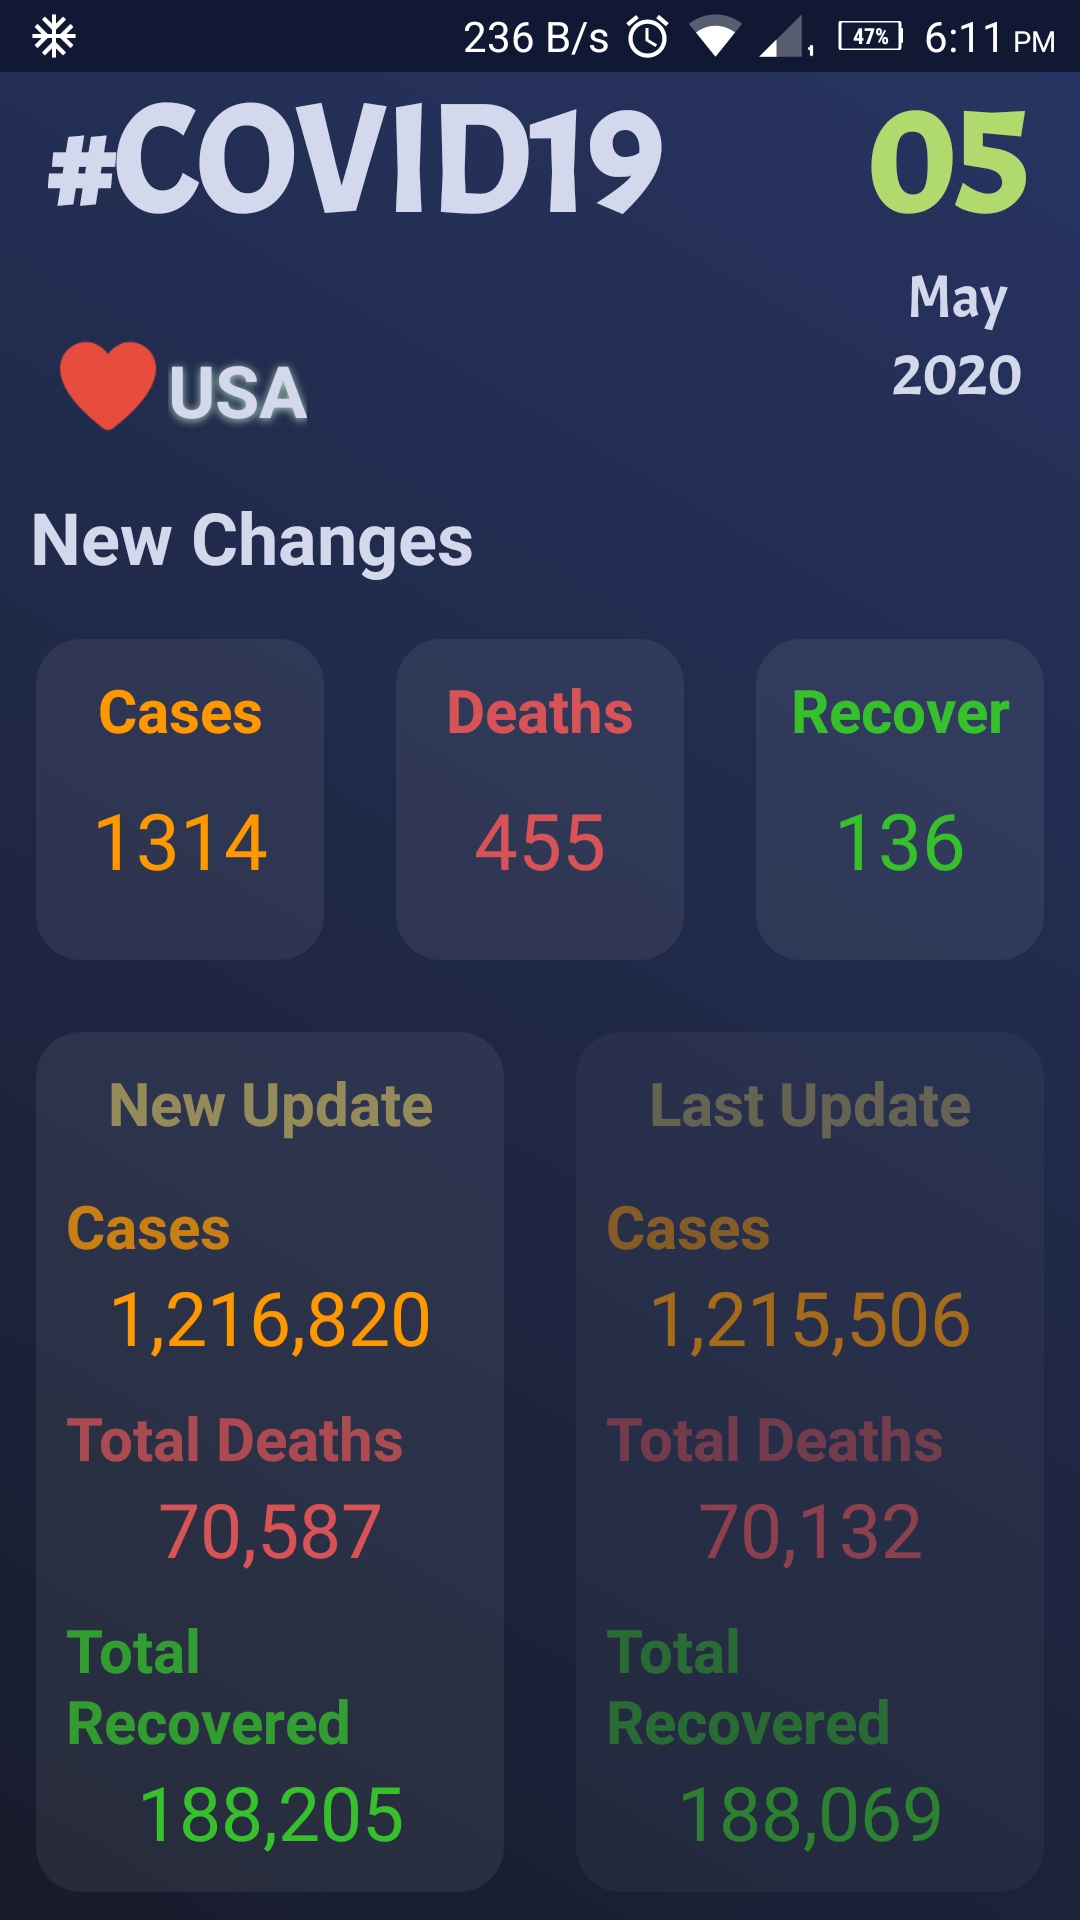 236 B/s 47% 6:11 PM
#COVID19 05
May
2020
USA
New Changes
Cases Deaths Recover
1314 455 136
New Update Last Update
Cases Cases
1,216,820 1,215,506
Total Deaths Total Deaths
70,587 70,132
Total Total
Recovered Recovered
188,205 188,069